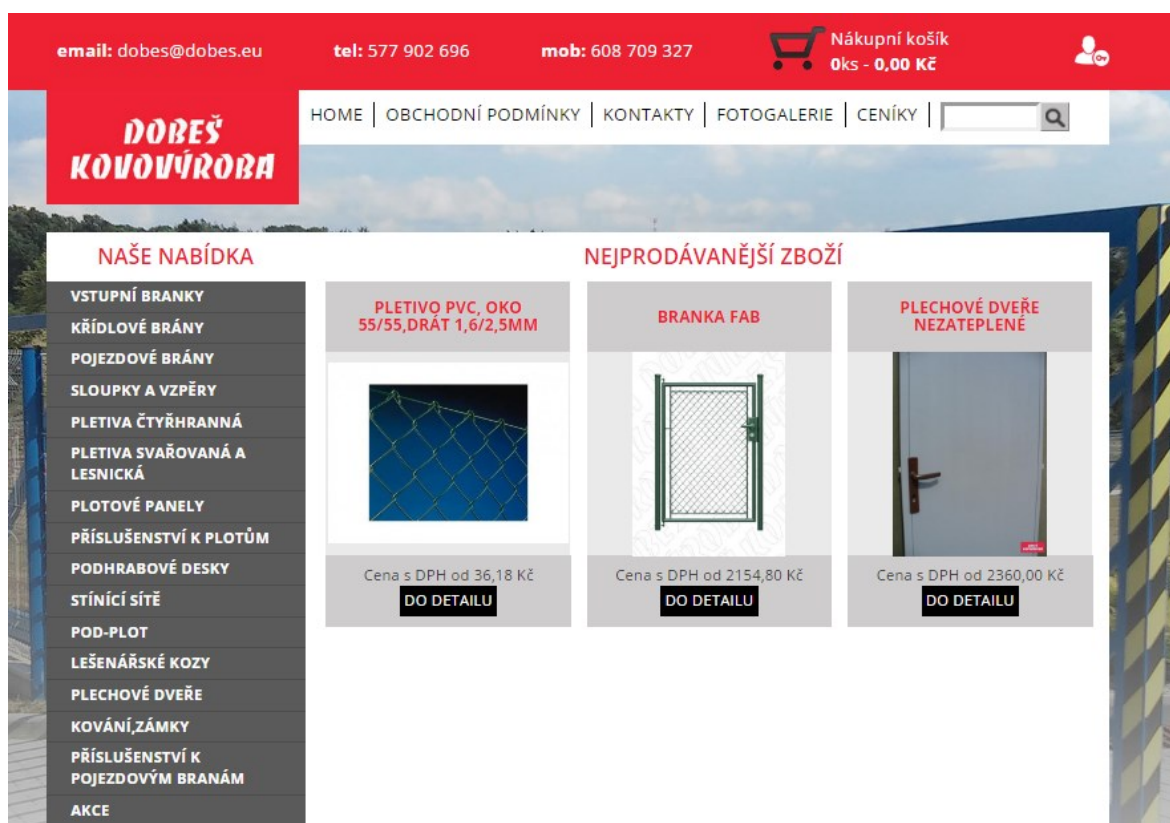 email: dobes@dobes.eu
tel: 577 902 696
mob: 608 709 327
Nákupní košík
0ks - 0,00 Kč
DOBEŠ
KOVOVÝROBA
HOME
OBCHODNÍ PODMÍNKY
KONTAKTY
FOTOGALERIE
CENÍKY
NAŠE NABÍDKA
VSTUPNÍ BRANKY
KŘÍDLOVÉ BRÁNY
POJEZDOVÉ BRÁNY
SLOUPKY A VZPĚRY
PLETIVA ČTYŘHRANNÁ
PLETIVA SVAŘOVANÁ A
LESNICKÁ
PLOTOVÉ PANELY
PŘÍSLUŠENSTVÍ K PLOTŮM
PODHRABOVÉ DESKY
STÍNÍCÍ SÍTĚ
POD-PLOT
LEŠENÁŘSKÉ KOZY
PLECHOVÉ DVEŘE
KOVÁNÍ,ZÁMKY
PŘÍSLUŠENSTVÍ K
POJEZDOVÝM BRANÁM
AKCE
NEJPRODÁVANĚJŠÍ ZBOŽÍ
PLETIVO PVC, OKO
55/55,DRÁT 1,6/2,5MM
Cena s DPH od 36,18 Kč
DO DETAILU
BRANKA FAB
Cena s DPH od 2154,80 Kč
DO DETAILU
PLECHOVÉ DVEŘE
NEZATEPLENÉ
Cena s DPH od 2360,00 Kč
DO DETAILU